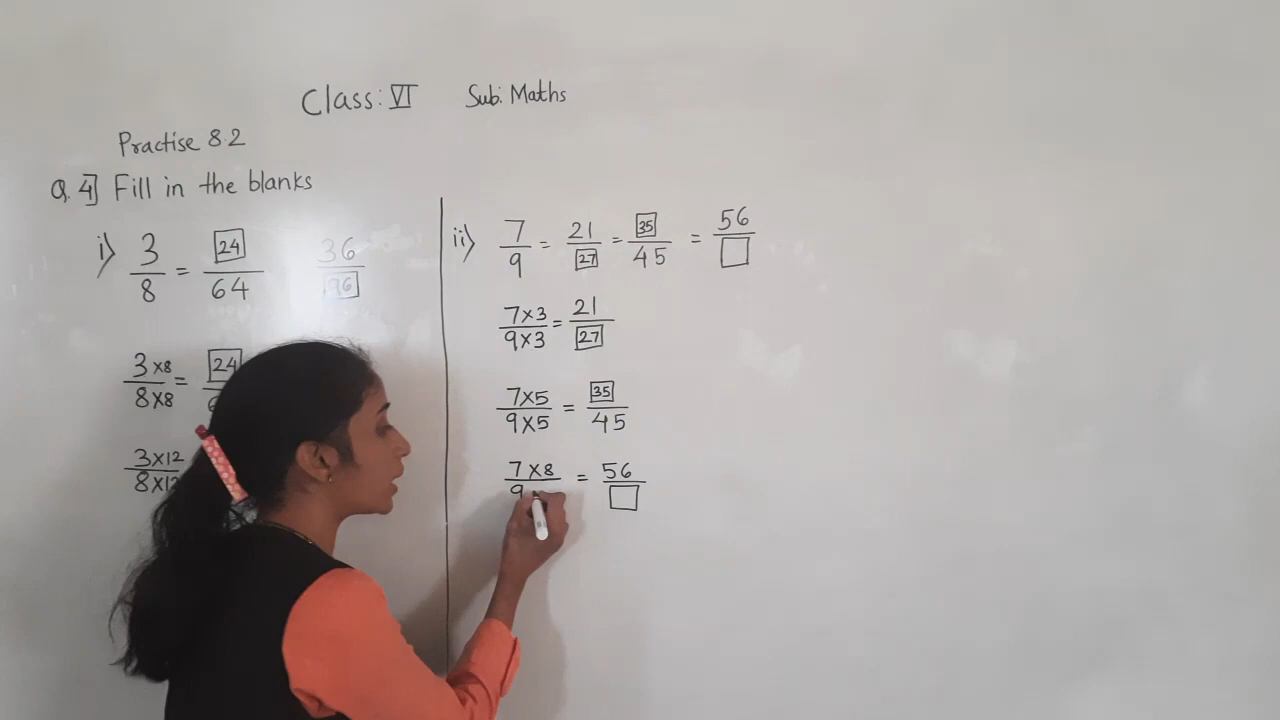 Class: VI Sub: Maths
Practise 8.2
Q. 4] Fill in the blanks
i) 3/8 = 24/64 36/96
3×8/8×8 = 24/
3×12/8×12
ii) 7/9 = 21/27 = 35/45 = 56/□
7×3/9×3 = 21/27
7×5/9×5 = 35/45
7×8/9 = 56/□